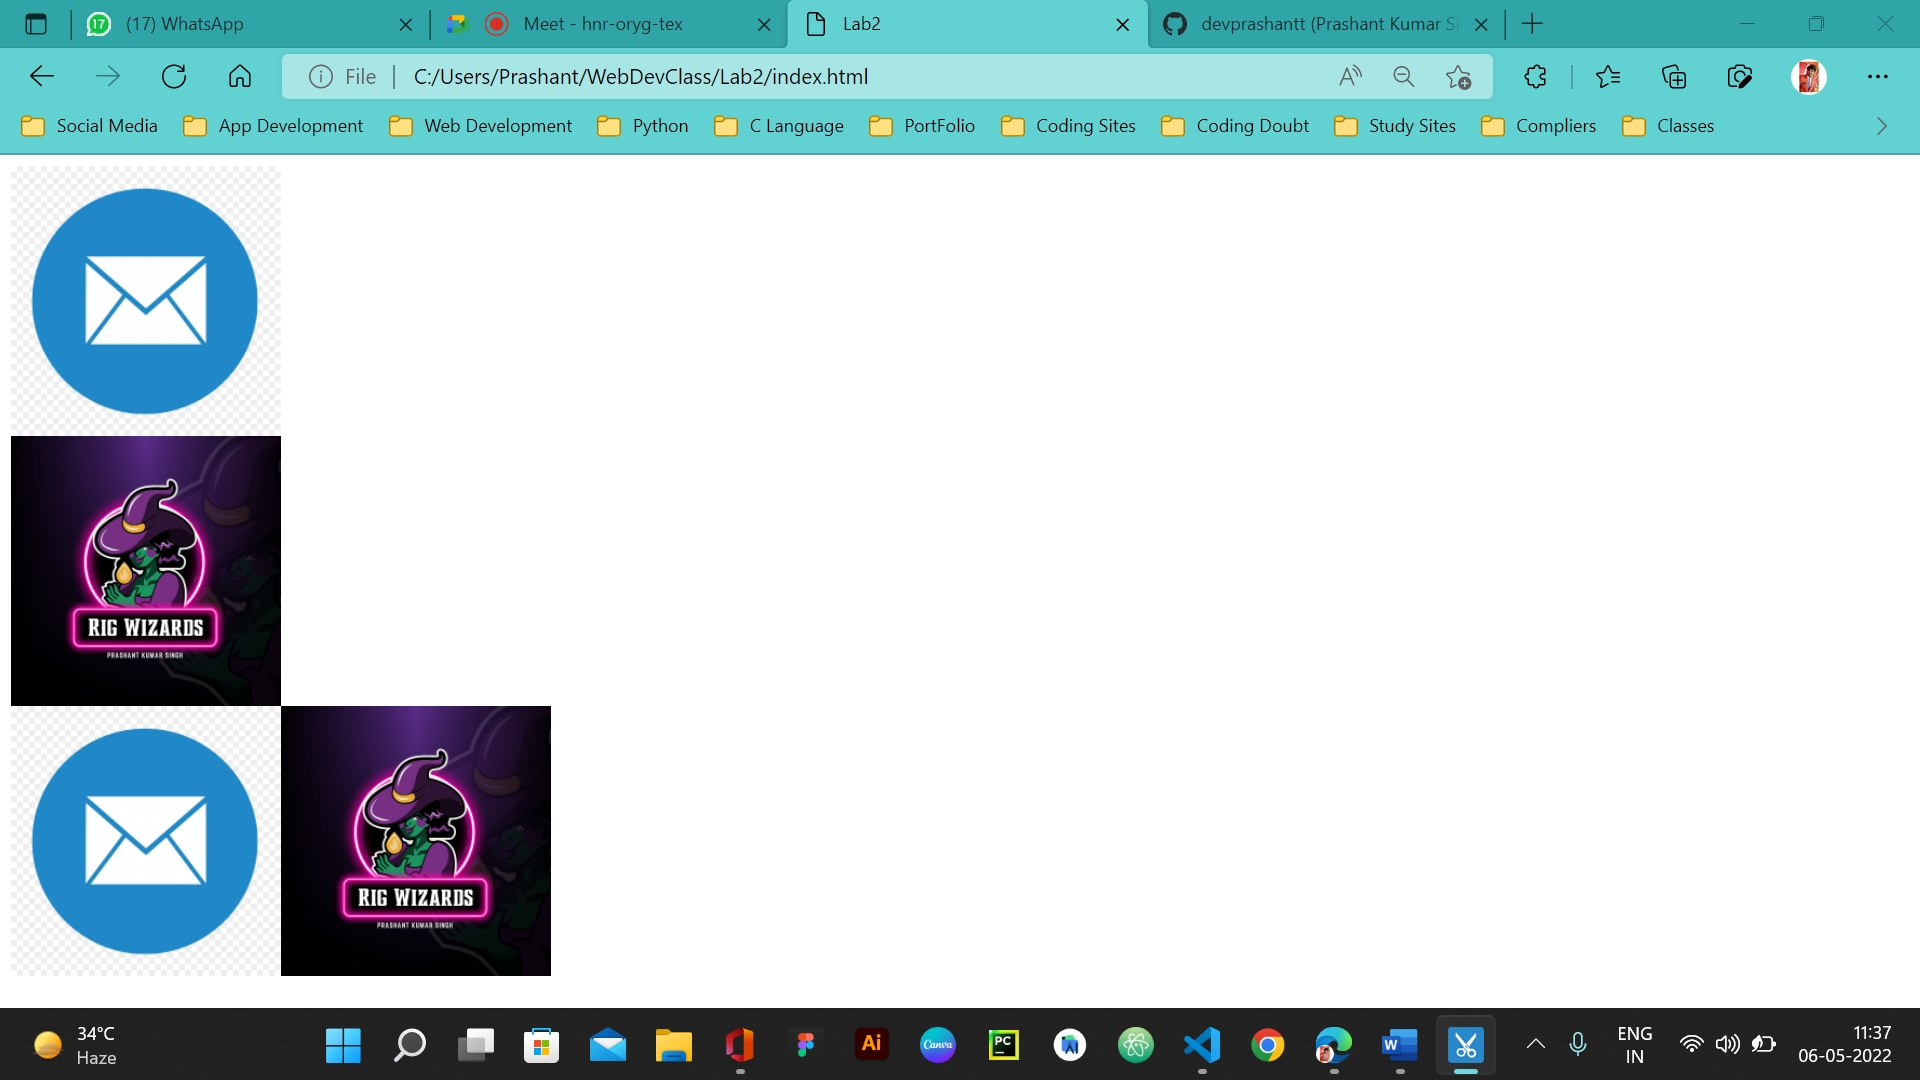 17 (17) WhatsApp
Meet - hnr-oryg-tex
Lab2
devprashantt (Prashant Kumar Si
File C:/Users/Prashant/WebDevClass/Lab2/index.html
Social Media App Development Web Development Python C Language PortFolio Coding Sites Coding Doubt Study Sites Compliers Classes
RIG WIZARDS
PRASHANT KUMAR SINGH
RIG WIZARDS
PRASHANT KUMAR SINGH
34°C
Haze
Ai
Canva
PC
W
ENG
IN
11:37
06-05-2022